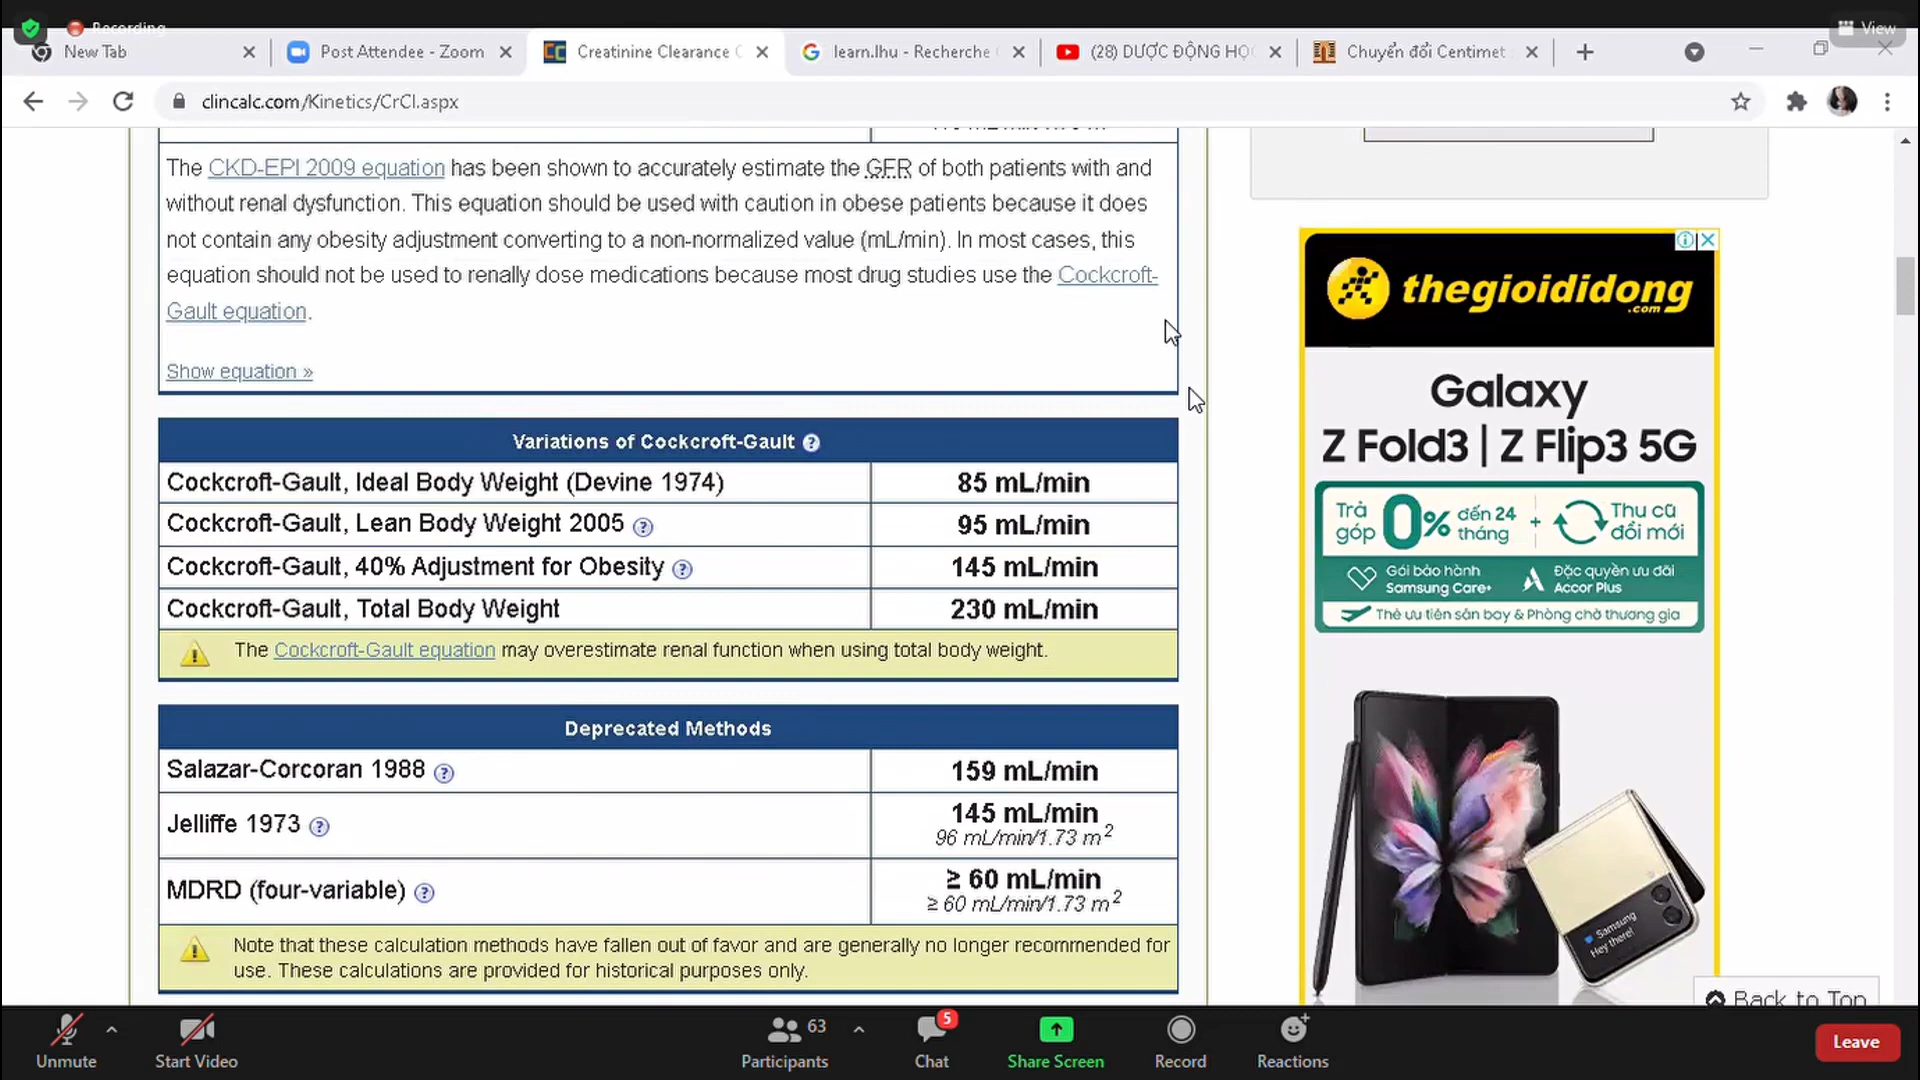 Recording
View
New Tab
Post Attendee - Zoom
Creatinine Clearance C
learn.lhu - Recherche
(28) DƯỢC ĐỘNG HỌC
Chuyển đổi Centimet
clincalc.com/Kinetics/CrCl.aspx
The CKD-EPI 2009 equation has been shown to accurately estimate the GFR of both patients with and
without renal dysfunction. This equation should be used with caution in obese patients because it does
not contain any obesity adjustment converting to a non-normalized value (mL/min). In most cases, this
equation should not be used to renally dose medications because most drug studies use the Cockcroft-
Gault equation.
Show equation »
Variations of Cockcroft-Gault ?
Cockcroft-Gault, Ideal Body Weight (Devine 1974) 85 mL/min
Cockcroft-Gault, Lean Body Weight 2005 ? 95 mL/min
Cockcroft-Gault, 40% Adjustment for Obesity ? 145 mL/min
Cockcroft-Gault, Total Body Weight 230 mL/min
The Cockcroft-Gault equation may overestimate renal function when using total body weight.
Deprecated Methods
Salazar-Corcoran 1988 ? 159 mL/min
Jelliffe 1973 ? 145 mL/min
96 mL/min/1.73 m²
MDRD (four-variable) ? ≥ 60 mL/min
≥ 60 mL/min/1.73 m²
Note that these calculation methods have fallen out of favor and are generally no longer recommended for
use. These calculations are provided for historical purposes only.
thegioididong
.com
Galaxy
Z Fold3 | Z Flip3 5G
Trả góp 0% đến 24 tháng + Thu cũ đổi mới
Gói bảo hành Samsung Care+
Đặc quyền ưu đãi Accor Plus
Thẻ ưu tiên sân bay & Phòng chờ thương gia
Samsung
Hey there!
Back to Top
Unmute
Start Video
63
Participants
5
Chat
Share Screen
Record
Reactions
Leave